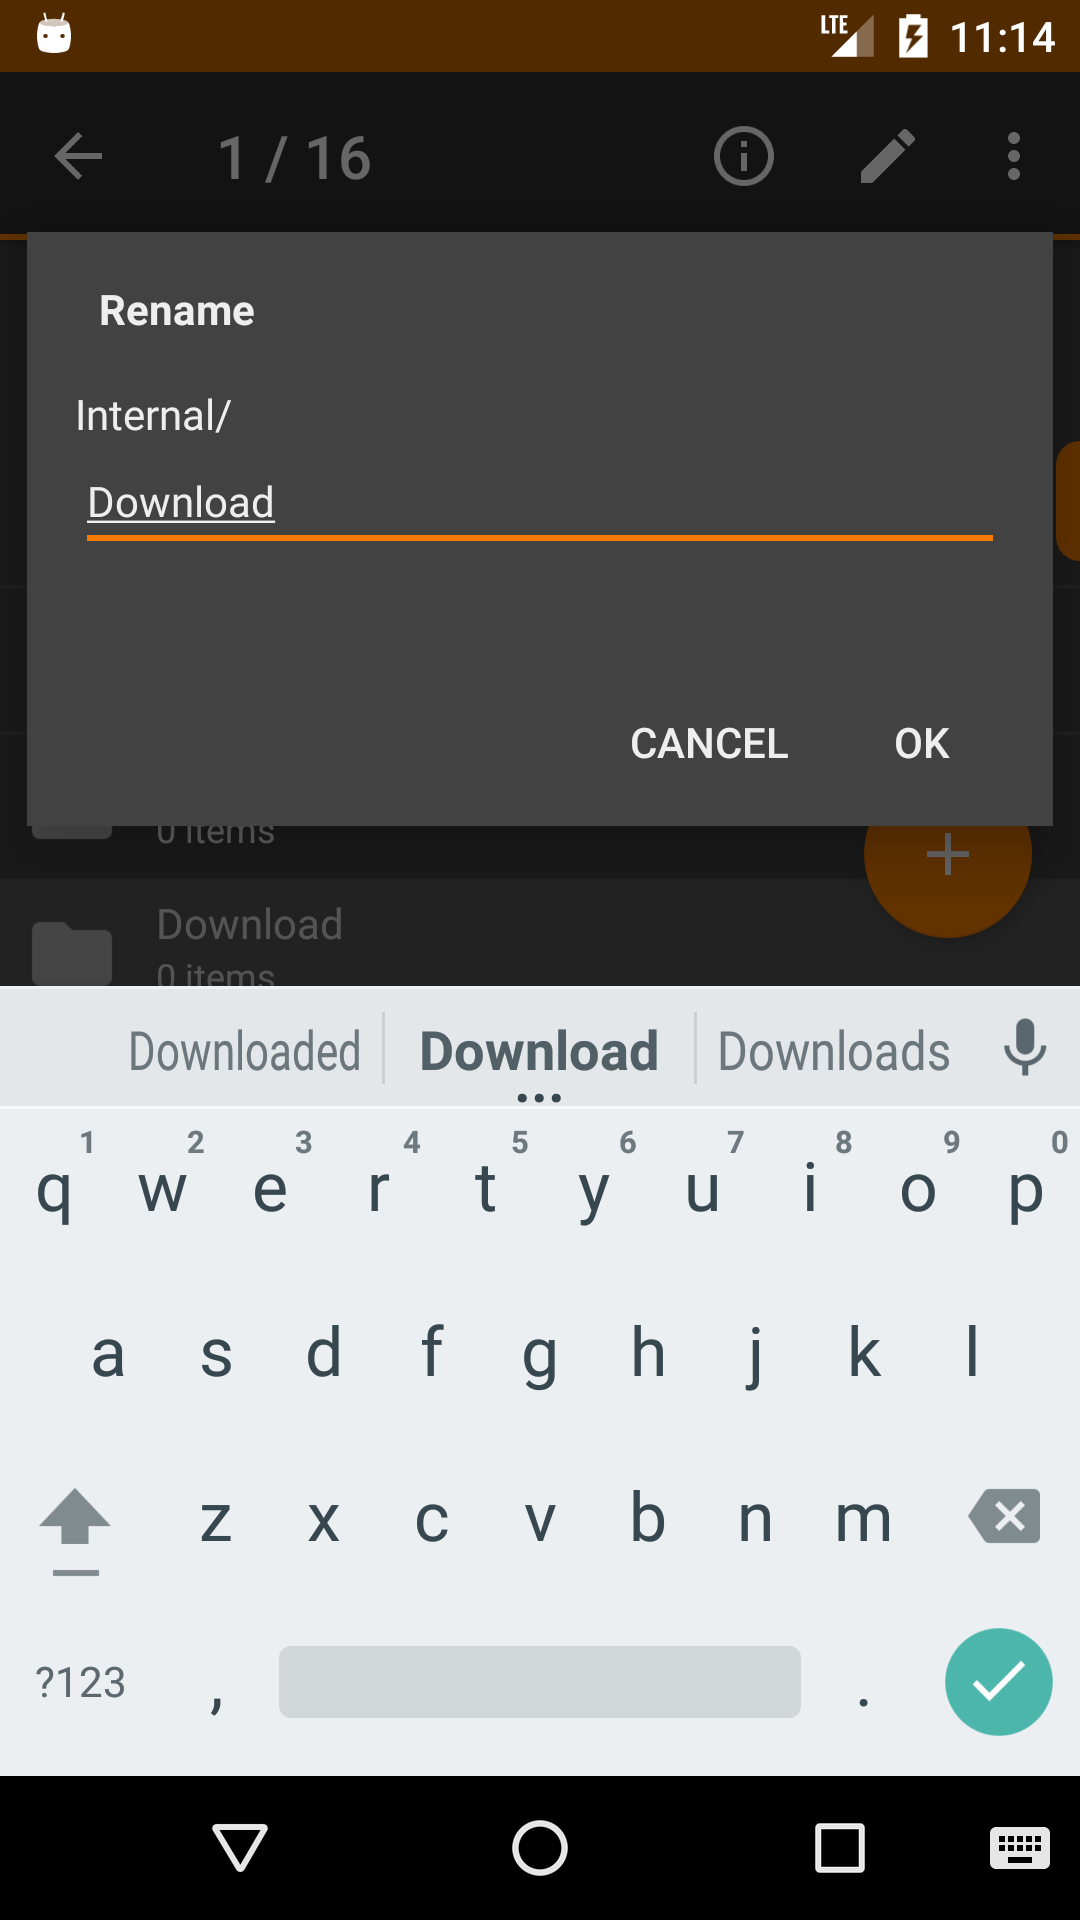 LTE 11:14
1 / 16
Rename
Internal/
Download
CANCEL OK
0 items
Download
0 items
Downloaded Download Downloads
1 2 3 4 5 6 7 8 9 0
q w e r t y u i o p
a s d f g h j k l
z x c v b n m
?123 , .